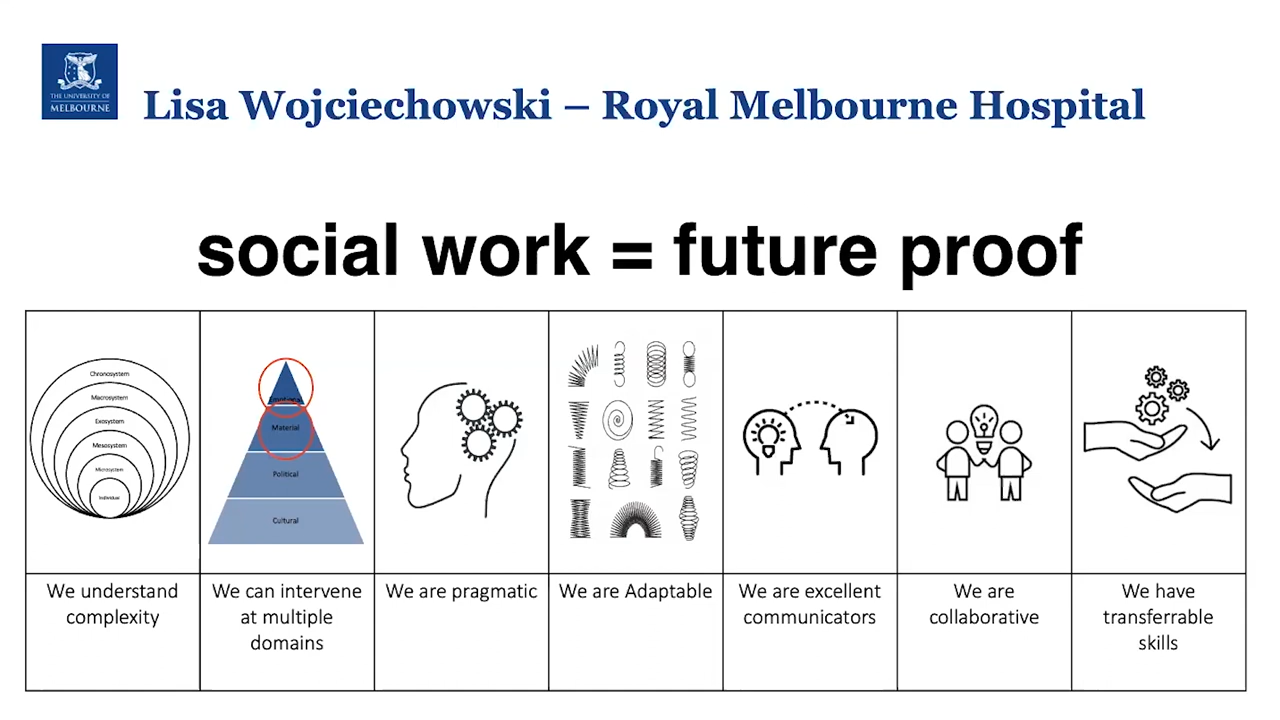 THE UNIVERSITY OF
MELBOURNE
Lisa Wojciechowski – Royal Melbourne Hospital
social work = future proof
Chronosystem
Macrosystem
Exosystem
Mesosystem
Microsystem
Individual
Emotional
Material
Political
Cultural
We understand
complexity
We can intervene
at multiple
domains
We are pragmatic
We are Adaptable
We are excellent
communicators
We are
collaborative
We have
transferrable
skills